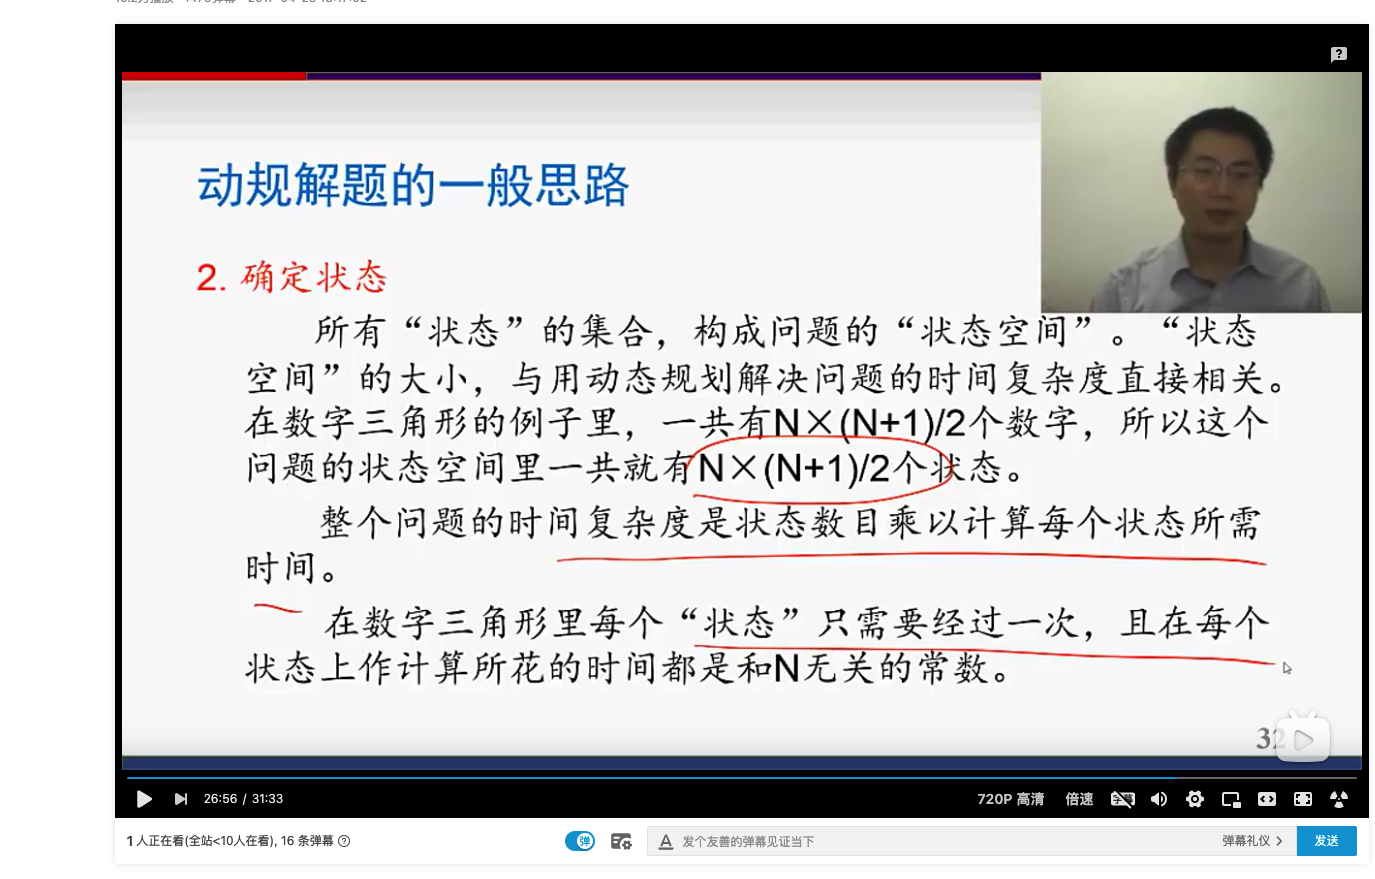 动规解题的一般思路
2. 确定状态
所有“状态”的集合，构成问题的“状态空间”。“状态
空间”的大小，与用动态规划解决问题的时间复杂度直接相关。
在数字三角形的例子里，一共有N×(N+1)/2个数字，所以这个
问题的状态空间里一共就有N×(N+1)/2个状态。
整个问题的时间复杂度是状态数目乘以计算每个状态所需
时间。
在数字三角形里每个“状态”只需要经过一次，且在每个
状态上作计算所花的时间都是和N无关的常数。
32
26:56 / 31:33
720P 高清 倍速
1人正在看(全站<10人在看), 16 条弹幕
弹
发个友善的弹幕见证当下
弹幕礼仪
发送